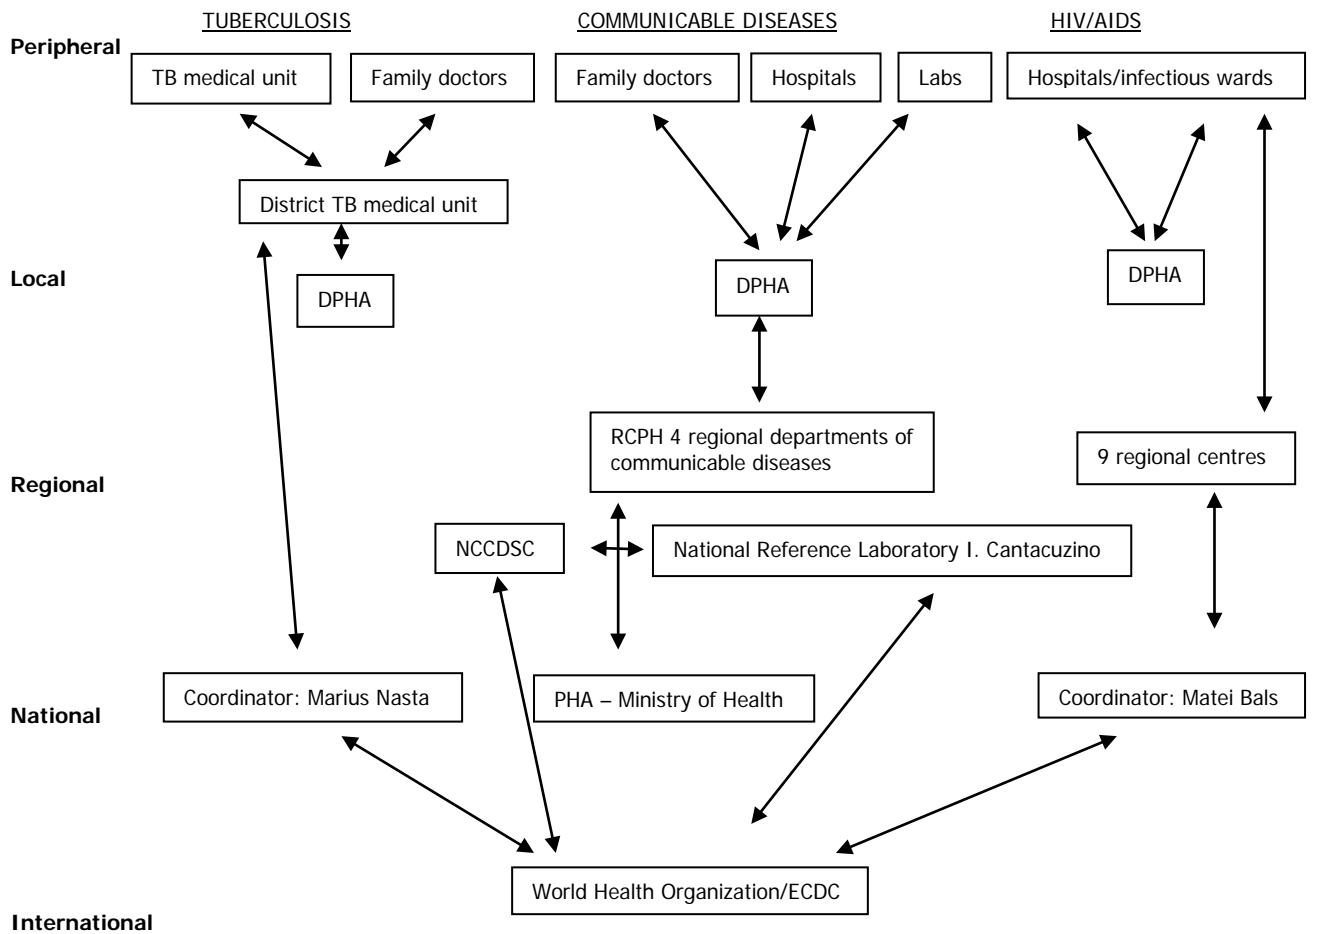 TUBERCULOSIS
COMMUNICABLE DISEASES
HIV/AIDS
Peripheral
TB medical unit
Family doctors
Family doctors
Hospitals
Labs
Hospitals/infectious wards
District TB medical unit
Local
DPHA
DPHA
DPHA
RCPH 4 regional departments of
communicable diseases
9 regional centres
Regional
NCCDSC
National Reference Laboratory I. Cantacuzino
Coordinator: Marius Nasta
PHA – Ministry of Health
Coordinator: Matei Bals
National
World Health Organization/ECDC
International